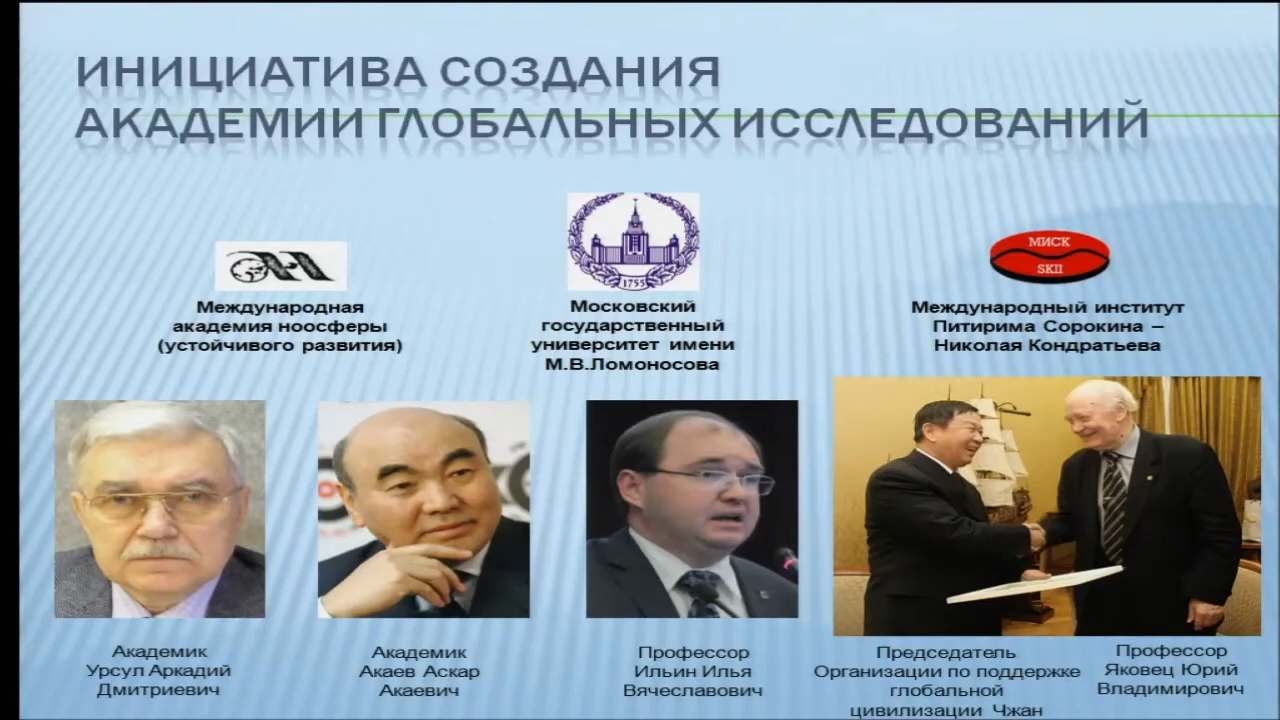 ИНИЦИАТИВА СОЗДАНИЯ
АКАДЕМИИ ГЛОБАЛЬНЫХ ИССЛЕДОВАНИЙ
Международная
академия ноосферы
(устойчивого развития)
1755
Московский
государственный
университет имени
М.В.Ломоносова
МИСК
SKII
Международный институт
Питирима Сорокина –
Николая Кондратьева
Академик
Урсул Аркадий
Дмитриевич
Академик
Акаев Аскар
Акаевич
Профессор
Ильин Илья
Вячеславович
Председатель
Организации по поддержке
глобальной
цивилизации Чжан
Профессор
Яковец Юрий
Владимирович